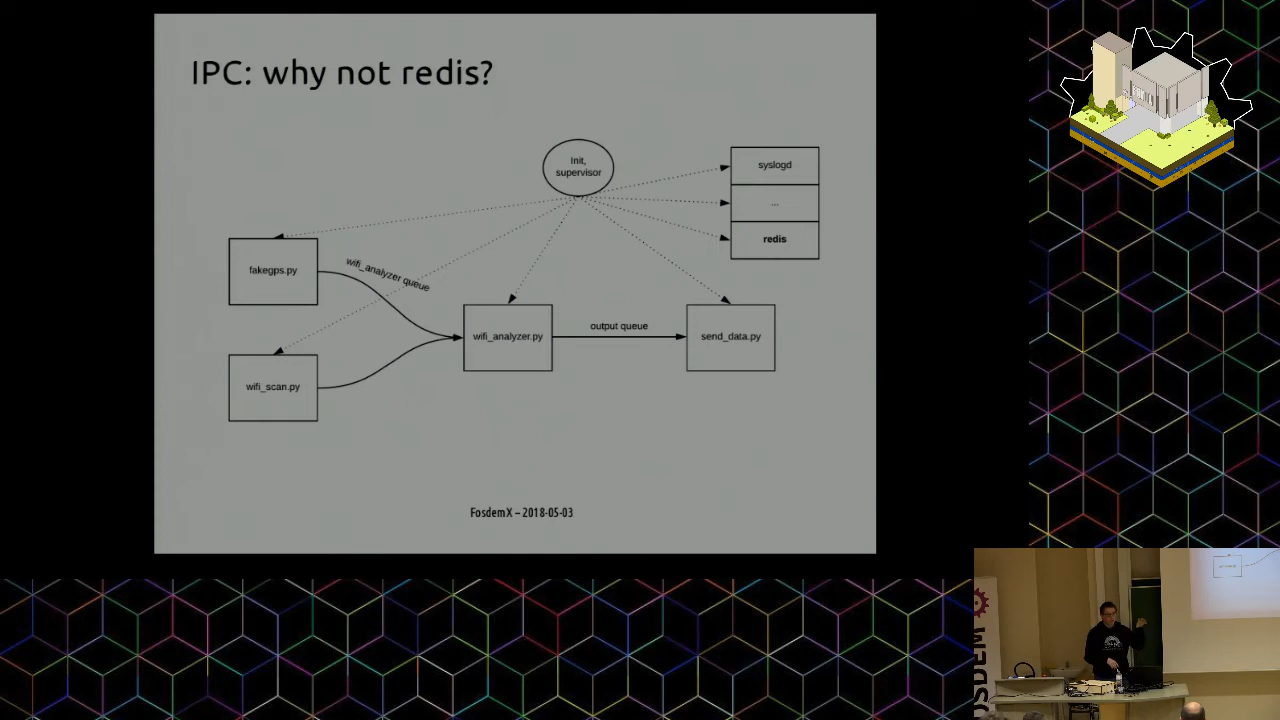 IPC: why not redis?
Init,
supervisor
syslogd
...
redis
fakegps.py
wifi_analyzer queue
wifi_analyzer.py
output queue
send_data.py
wifi_scan.py
FosdemX – 2018-05-03
OSDEM